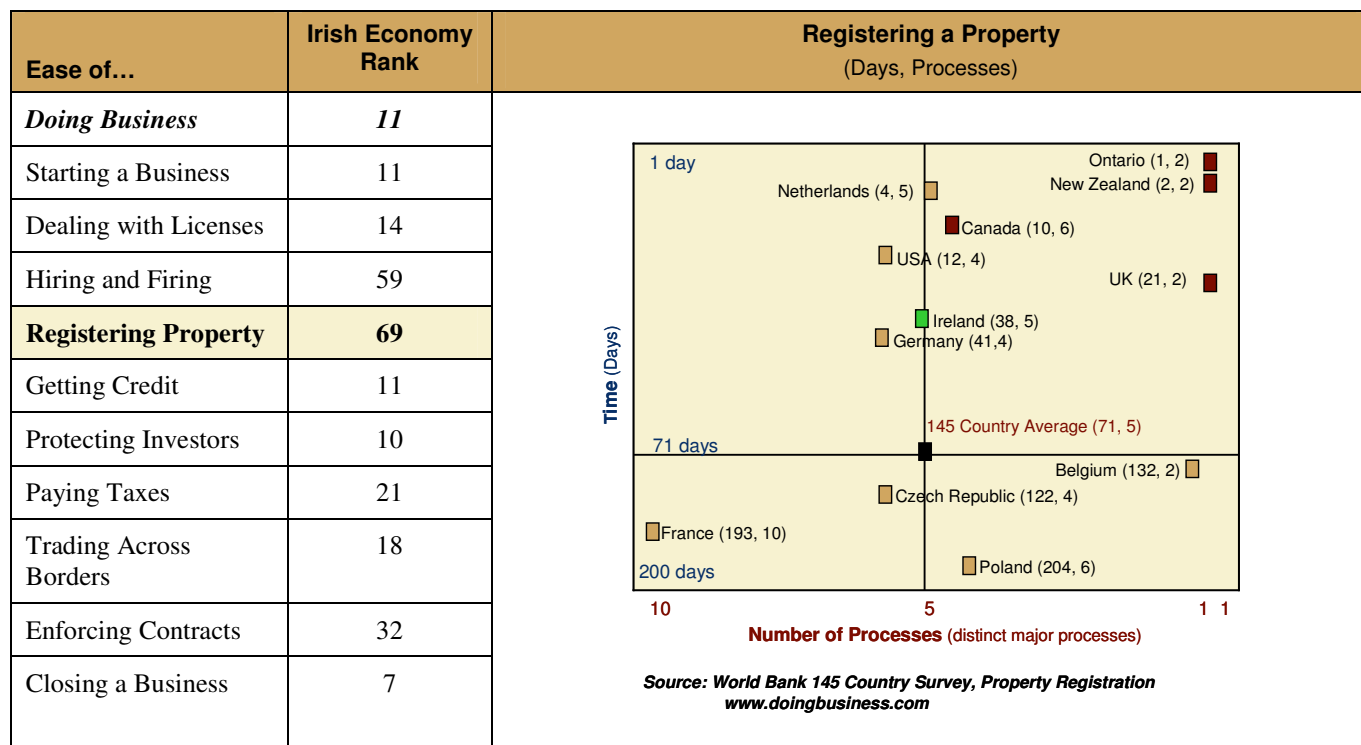 Ease of…
Irish Economy
Rank
Registering a Property
(Days, Processes)
Doing Business 11
Starting a Business 11
Dealing with Licenses 14
Hiring and Firing 59
Registering Property 69
Getting Credit 11
Protecting Investors 10
Paying Taxes 21
Trading Across
Borders
18
Enforcing Contracts 32
Closing a Business 7
1 day
Ontario (1, 2)
New Zealand (2, 2)
Netherlands (4, 5)
Canada (10, 6)
USA (12, 4)
UK (21, 2)
Ireland (38, 5)
Germany (41,4)
Time (Days)
145 Country Average (71, 5)
71 days
Belgium (132, 2)
Czech Republic (122, 4)
France (193, 10)
Poland (204, 6)
200 days
10 5 1 1
Number of Processes (distinct major processes)
Source: World Bank 145 Country Survey, Property Registration
www.doingbusiness.com